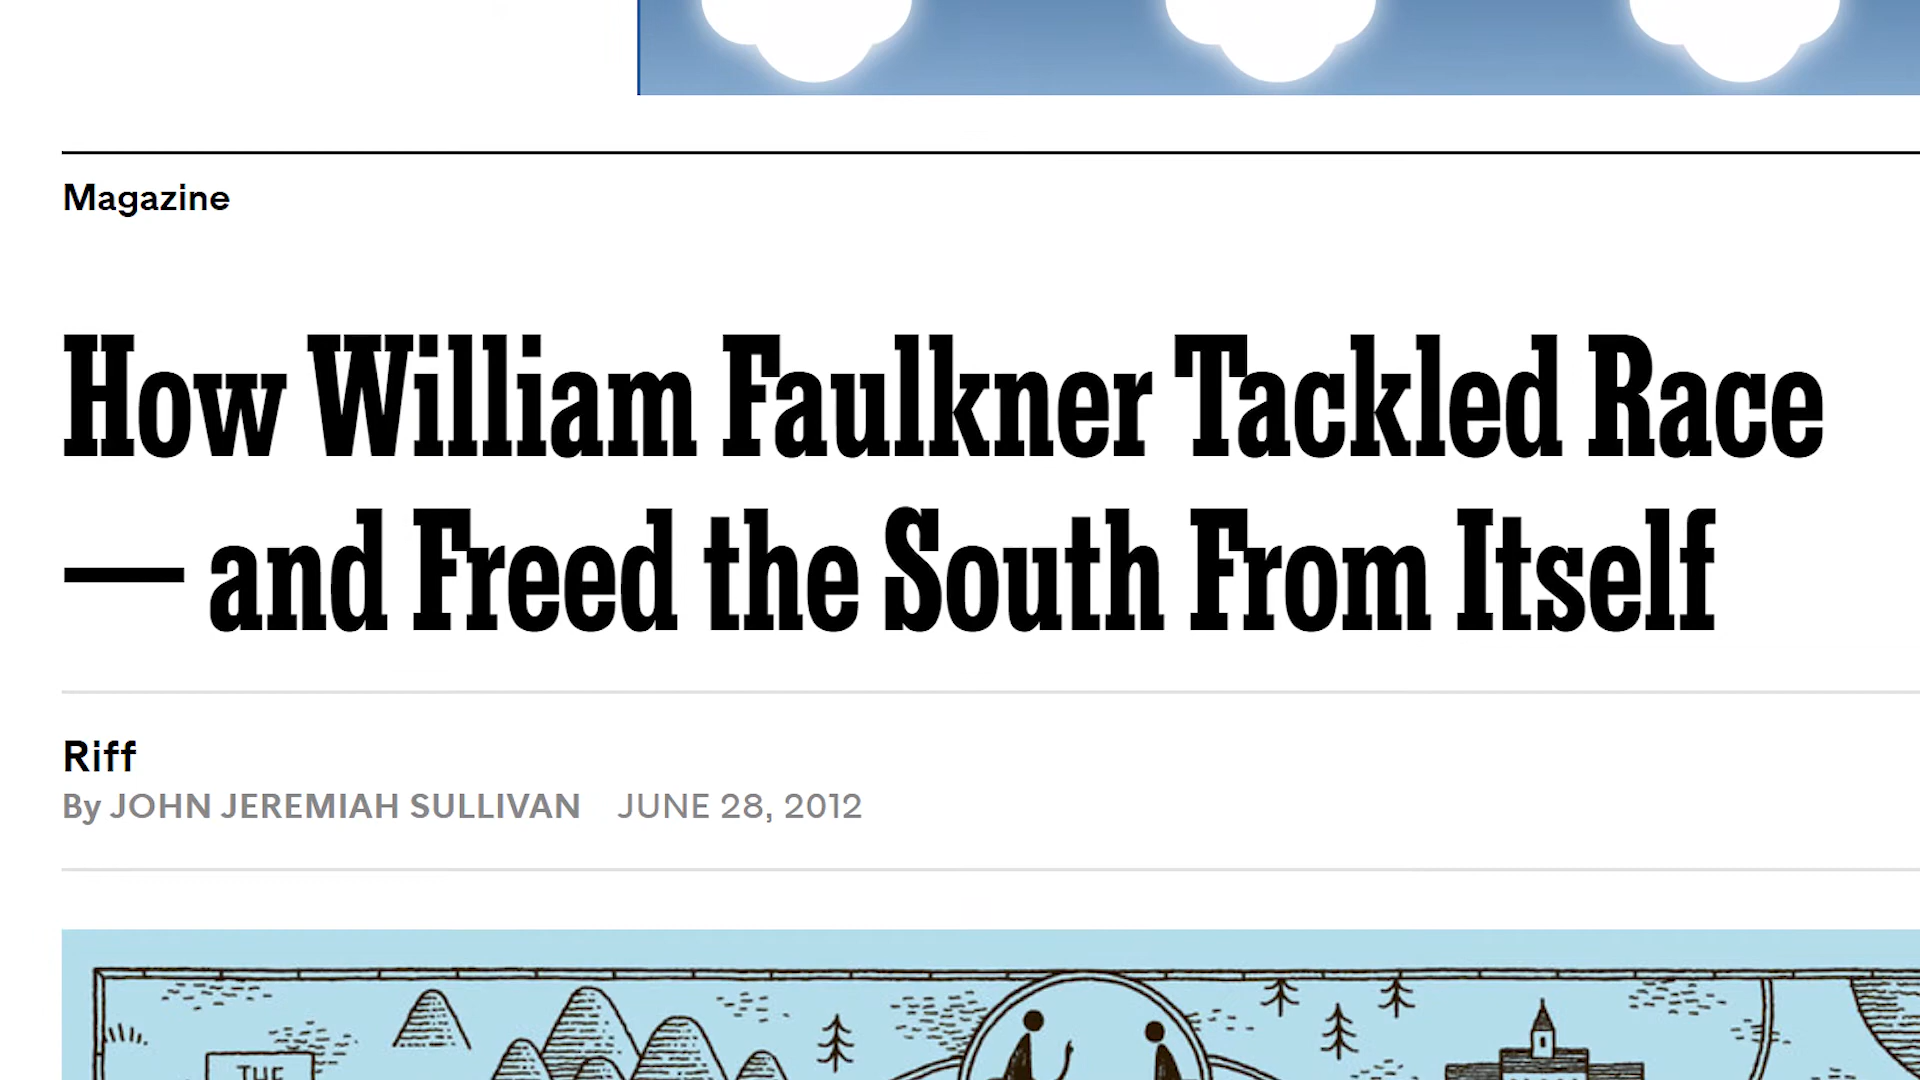 Magazine
How William Faulkner Tackled Race
— and Freed the South From Itself
Riff
By JOHN JEREMIAH SULLIVAN JUNE 28, 2012
THE